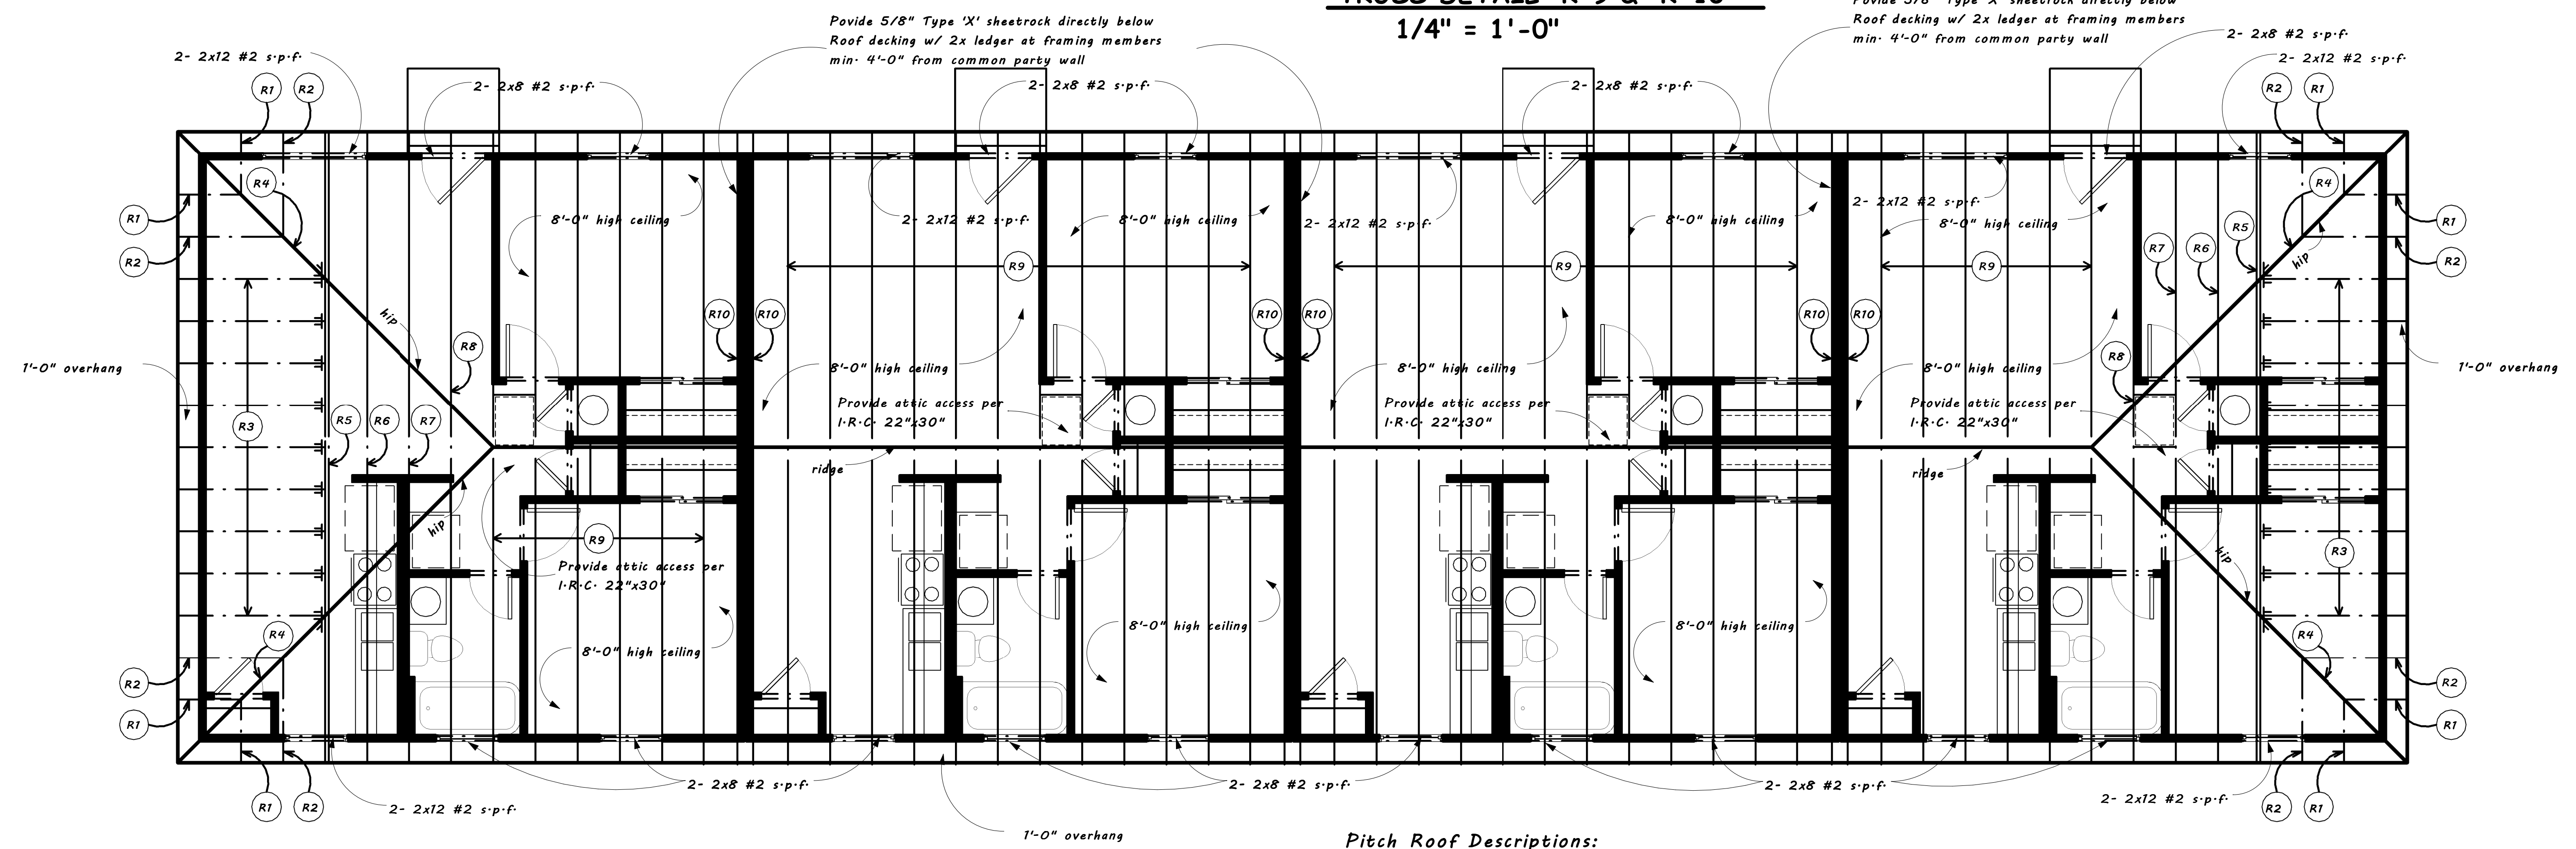 1/4" = 1'-0"
Povide 5/8" Type 'X' sheetrock directly below
Roof decking w/ 2x ledger at framing members
min. 4'-0" from common party wall
Roof decking w/ 2x ledger at framing members
min. 4'-0" from common party wall
2- 2x8 #2 s.p.f.
2- 2x12 #2 s.p.f.
2- 2x12 #2 s.p.f.
2- 2x8 #2 s.p.f.
2- 2x8 #2 s.p.f.
2- 2x8 #2 s.p.f.
R1
R2
R2
R1
R4
R4
R1
8'-0" high ceiling
2- 2x12 #2 s.p.f.
8'-0" high ceiling
2- 2x12 #2 s.p.f.
8'-0" high ceiling
2- 2x12 #2 s.p.f.
8'-0" high ceiling
R5
R1
R2
R9
R9
R9
R7
R6
hip
R2
hip
R10
R10
R10
R10
R10
R10
R8
R8
1'-0" overhang
8'-0" high ceiling
8'-0" high ceiling
8'-0" high ceiling
1'-0" overhang
R3
R5
R6
R7
Provide attic access per
I.R.C. 22"x30"
Provide attic access per
I.R.C. 22"x30"
Provide attic access per
I.R.C. 22"x30"
ridge
ridge
hip
R9
Provide attic access per
I.R.C. 22"x30"
hip
R3
R4
8'-0" high ceiling
8'-0" high ceiling
8'-0" high ceiling
R4
R2
R2
R1
R1
R1
R2
2- 2x12 #2 s.p.f.
2- 2x8 #2 s.p.f.
2- 2x8 #2 s.p.f.
2- 2x8 #2 s.p.f.
2- 2x12 #2 s.p.f.
R2
R1
1'-0" overhang
Pitch Roof Descriptions: